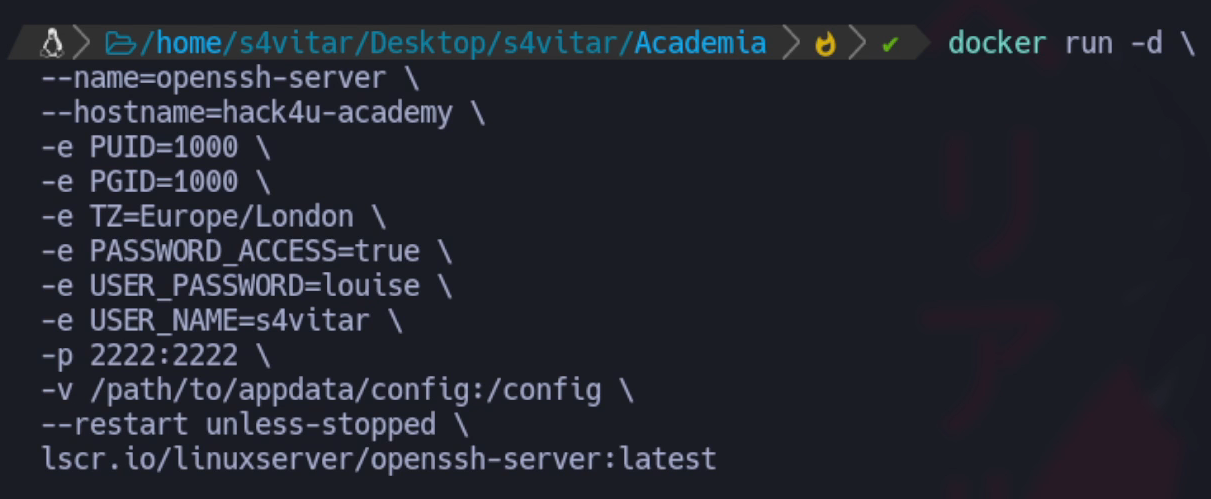 /home/s4vitar/Desktop/s4vitar/Academia ✔ docker run -d \
--name=openssh-server \
--hostname=hack4u-academy \
-e PUID=1000 \
-e PGID=1000 \
-e TZ=Europe/London \
-e PASSWORD_ACCESS=true \
-e USER_PASSWORD=louise \
-e USER_NAME=s4vitar \
-p 2222:2222 \
-v /path/to/appdata/config:/config \
--restart unless-stopped \
lscr.io/linuxserver/openssh-server:latest
リア